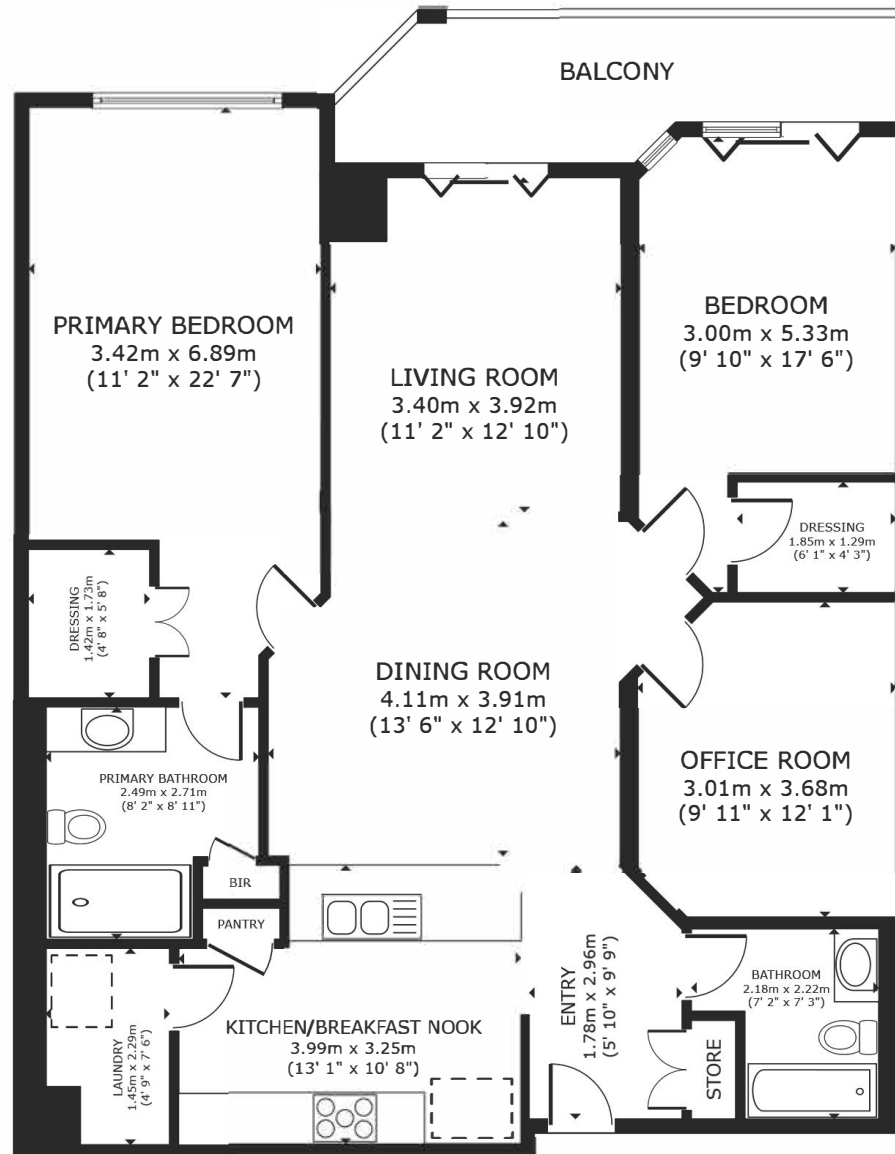 BALCONY
PRIMARY BEDROOM
3.42m x 6.89m
(11' 2" x 22' 7")
LIVING ROOM
3.40m x 3.92m
(11' 2" x 12' 10")
BEDROOM
3.00m x 5.33m
(9' 10" x 17' 6")
DRESSING
1.85m x 1.29m
(6' 1" x 4' 3")
DRESSING
1.42m x 1.73m
(4' 8" x 5' 8")
DINING ROOM
4.11m x 3.91m
(13' 6" x 12' 10")
OFFICE ROOM
3.01m x 3.68m
(9' 11" x 12' 1")
PRIMARY BATHROOM
2.49m x 2.71m
(8' 2" x 8' 11")
BIR
PANTRY
KITCHEN/BREAKFAST NOOK
3.99m x 3.25m
(13' 1" x 10' 8")
LAUNDRY
1.45m x 2.29m
(4' 9" x 7' 6")
ENTRY
1.78m x 2.96m
(5' 10" x 9' 9")
BATHROOM
2.18m x 2.22m
(7' 2" x 7' 3")
STORE